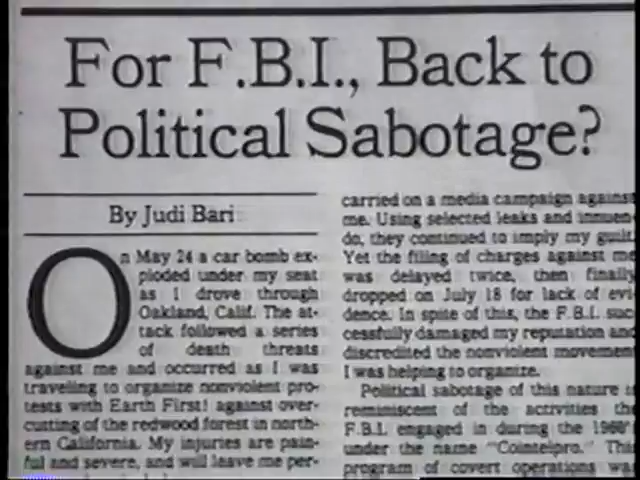 For F.B.I., Back to
Political Sabotage?
By Judi Bari
On May 24 a car bomb ex-
ploded under my seat
as I drove through
Oakland, Calif. The at-
tack followed a series
of death threats
against me and occurred as I was
travelling to organize nonviolent pro-
tests with Earth First! against over-
cutting of the redwood forest in north-
ern California. My injuries are pain-
ful and severe, and will leave me per-
carried on a media campaign against
me. Using selected leaks and innuen-
do, they continued to imply my guilt.
Yet the filing of charges against me
was delayed twice, then finally
dropped on July 18 for lack of evi-
dence. In spite of this, the F.B.I. suc-
cessfully damaged my reputation and
discredited the nonviolent movement
I was helping to organize.
Political sabotage of this nature is
reminiscent of the activities the
F.B.I. engaged in during the 1960's
under the name "Cointelpro." This
program of covert operations was